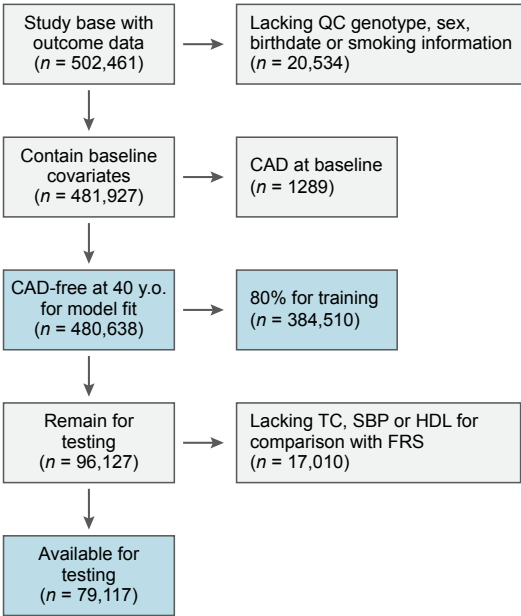 Study base with
outcome data
(n = 502,461)
Lacking QC genotype, sex,
birthdate or smoking information
(n = 20,534)
Contain baseline
covariates
(n = 481,927)
CAD at baseline
(n = 1289)
CAD-free at 40 y.o.
for model fit
(n = 480,638)
80% for training
(n = 384,510)
Remain for
testing
(n = 96,127)
Lacking TC, SBP or HDL for
comparison with FRS
(n = 17,010)
Available for
testing
(n = 79,117)